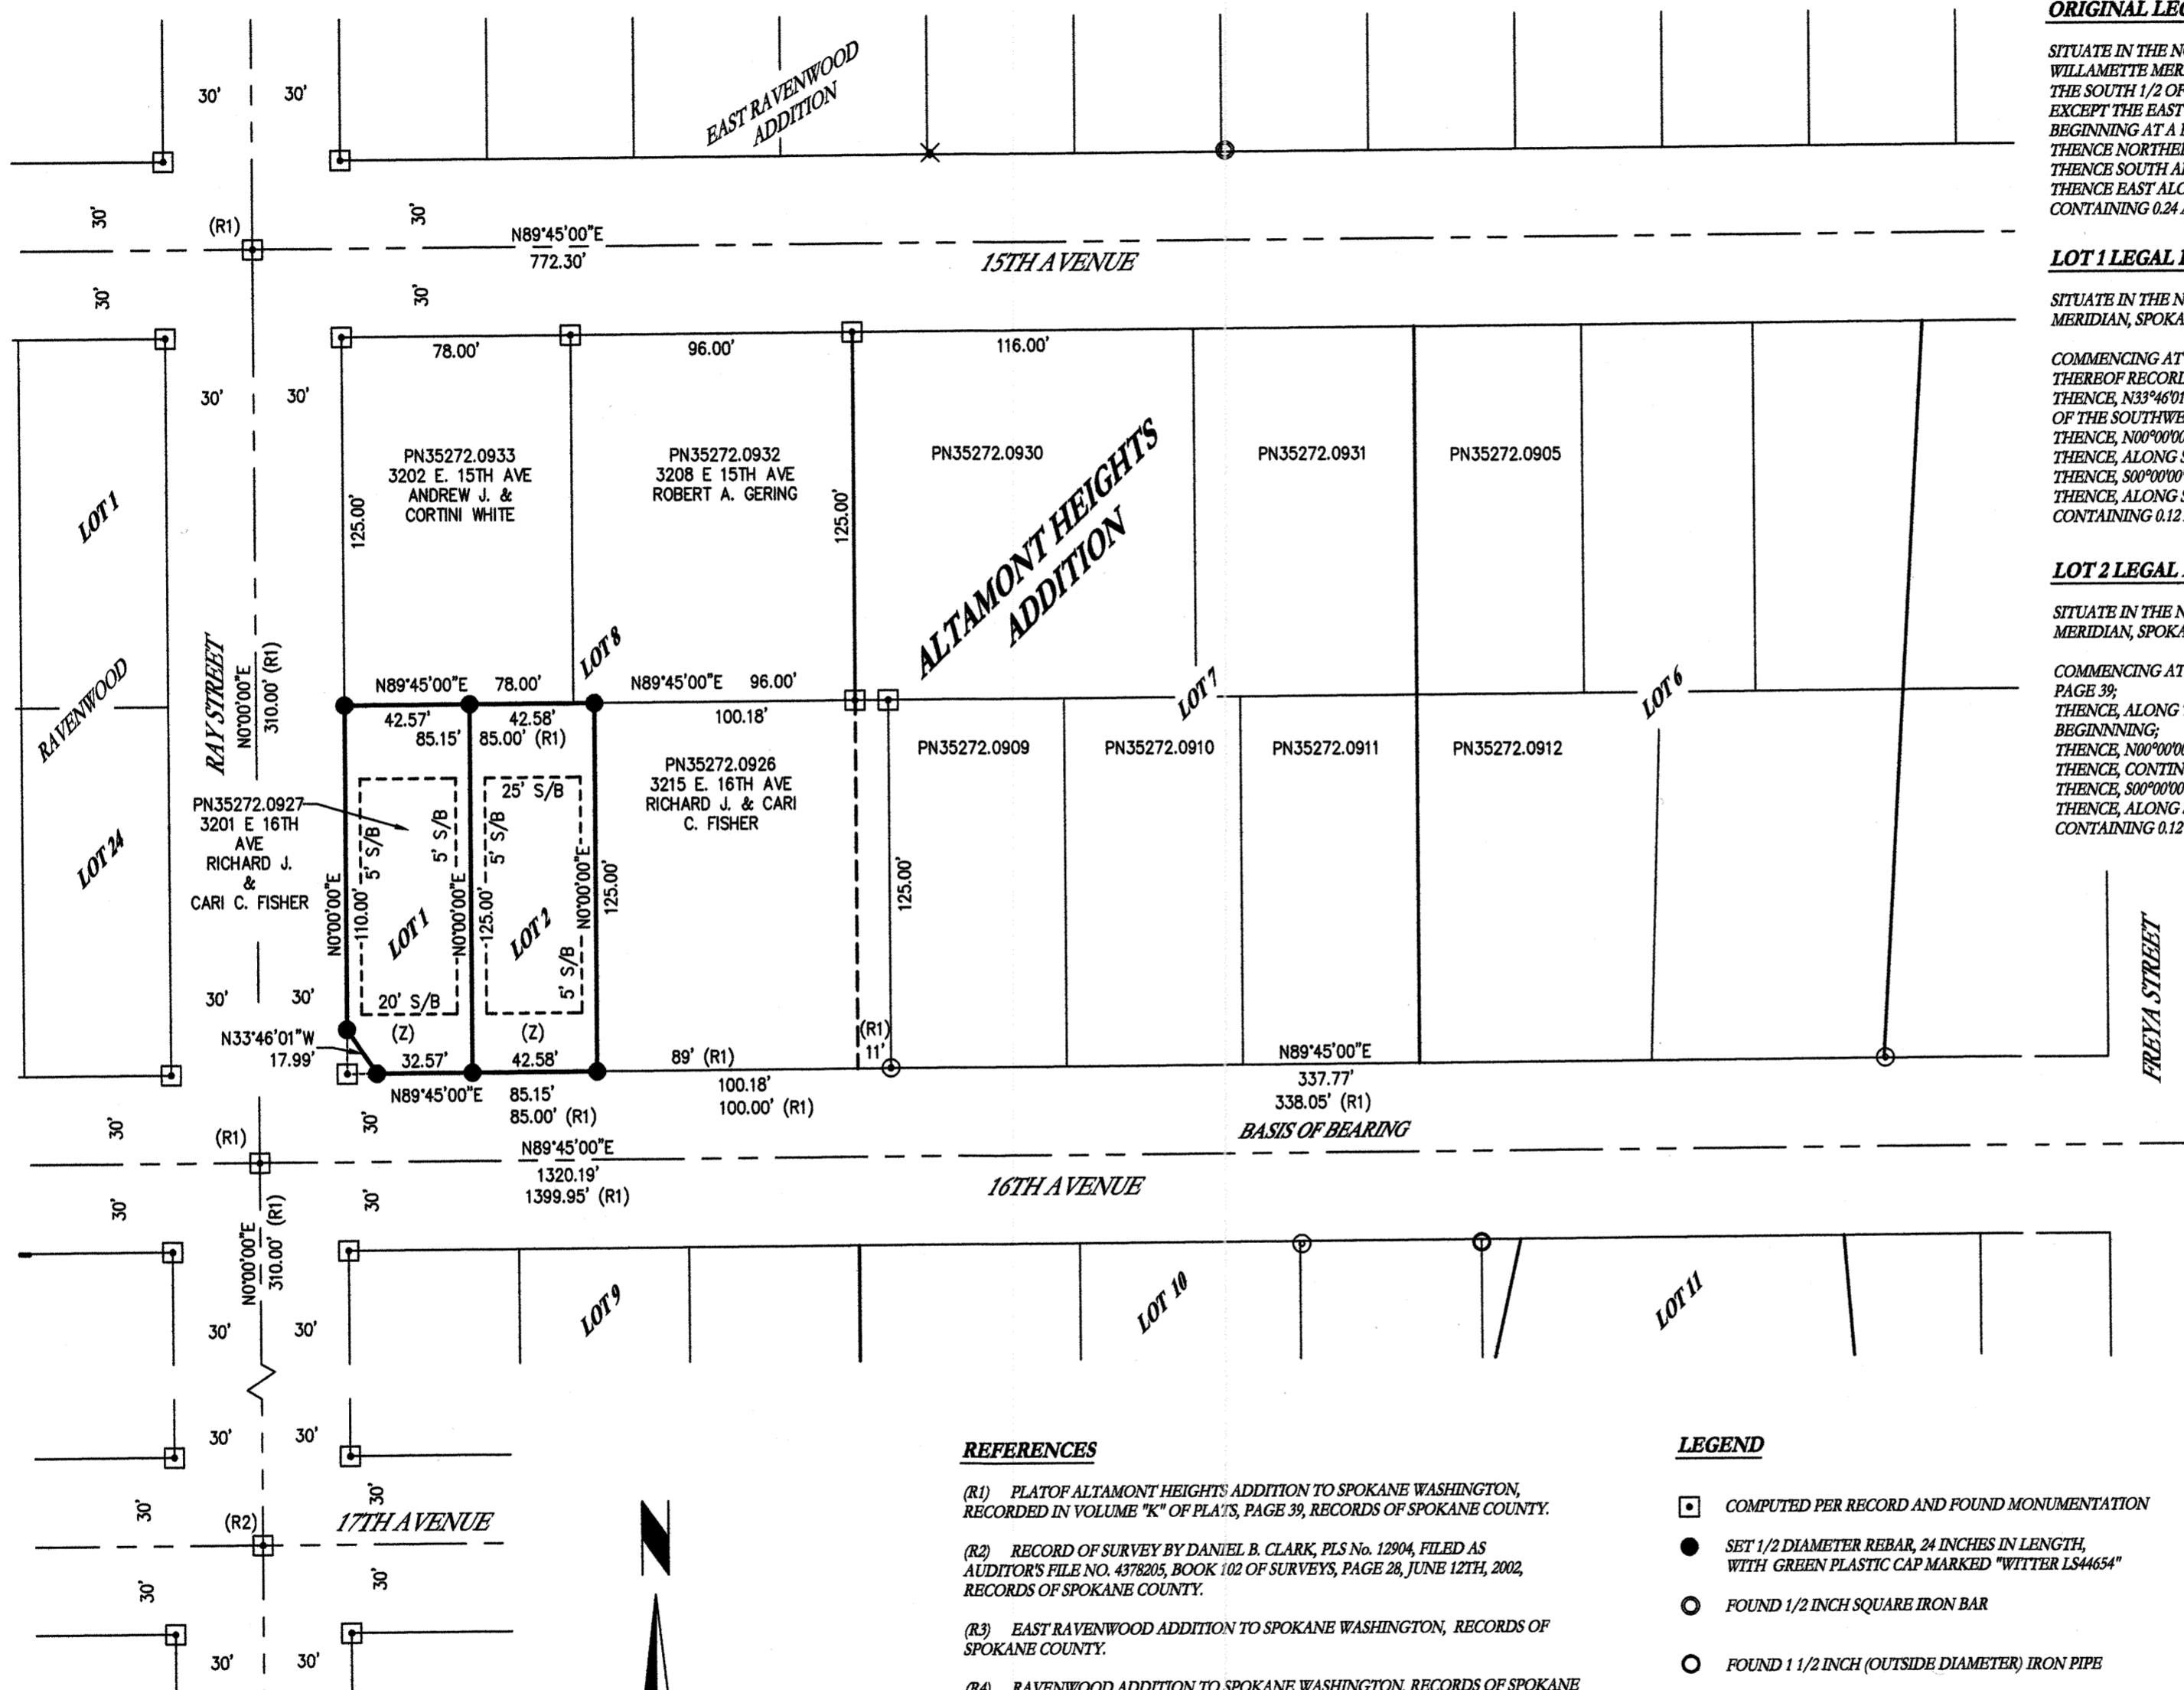 30'
30'
EAST RAVENWOOD
ADDITION
30'
(R1)
30'
N89°45'00"E
772.30'
15TH AVENUE
30'
30'
78.00'
96.00'
116.00'
30'
30'
PN35272.0933
3202 E. 15TH AVE
ANDREW J. &
CORTINI WHITE
PN35272.0932
3208 E 15TH AVE
ROBERT A. GERING
PN35272.0930
PN35272.0931
PN35272.0905
125.00'
125.00'
LOT 1
ALTAMONT HEIGHTS
ADDITION
RAY STREET
N0°00'00"E
310.00' (R1)
RAVENWOOD
LOT 8
LOT 7
LOT 6
N89°45'00"E 78.00'
N89°45'00"E 96.00'
42.57'
42.58'
100.18'
85.15'
85.00' (R1)
PN35272.0926
3215 E. 16TH AVE
RICHARD J. & CARI
C. FISHER
PN35272.0909
PN35272.0910
PN35272.0911
PN35272.0912
PN35272.0927
3201 E 16TH
AVE
RICHARD J.
&
CARI C. FISHER
LOT 24
25' S/B
5' S/B
5' S/B
5' S/B
5' S/B
N0°00'00"E
110.00'
LOT 1
N0°00'00"E
125.00'
LOT 2
N0°00'00"E
125.00'
125.00'
FREYA STREET
20' S/B
30'
30'
N33°46'01"W
17.99'
(Z)
(Z)
32.57'
42.58'
89' (R1)
(R1)
11'
N89°45'00"E
337.77'
338.05' (R1)
BASIS OF BEARING
N89°45'00"E
85.15'
85.00' (R1)
100.18'
100.00' (R1)
30'
(R1)
30'
N89°45'00"E
1320.19'
1399.95' (R1)
16TH AVENUE
30'
30'
N0°00'00"E
310.00' (R1)
30'
30'
LOT 9
LOT 10
LOT 11
30'
30'
30'
30'
(R2)
17TH AVENUE
30'
30'
30'
30'
N
REFERENCES
(R1) PLATOF ALTAMONT HEIGHTS ADDITION TO SPOKANE WASHINGTON,
RECORDED IN VOLUME "K" OF PLATS, PAGE 39, RECORDS OF SPOKANE COUNTY.
(R2) RECORD OF SURVEY BY DANIEL B. CLARK, PLS No. 12904, FILED AS
AUDITOR'S FILE NO. 4378205, BOOK 102 OF SURVEYS, PAGE 28, JUNE 12TH, 2002,
RECORDS OF SPOKANE COUNTY.
(R3) EAST RAVENWOOD ADDITION TO SPOKANE WASHINGTON, RECORDS OF
SPOKANE COUNTY.
(R4) RAVENWOOD ADDITION TO SPOKANE WASHINGTON, RECORDS OF SPOKANE
LEGEND
COMPUTED PER RECORD AND FOUND MONUMENTATION
SET 1/2 DIAMETER REBAR, 24 INCHES IN LENGTH,
WITH GREEN PLASTIC CAP MARKED "WITTER LS44654"
FOUND 1/2 INCH SQUARE IRON BAR
FOUND 1 1/2 INCH (OUTSIDE DIAMETER) IRON PIPE
ORIGINAL
SITUATE IN THE
WILLAMETTE
THE SOUTH 1/2 OF
EXCEPT THE EAST
BEGINNING AT A
THENCE
THENCE SOUTH
THENCE EAST
CONTAINING 0.24
LOT 1 LEGAL
SITUATE IN THE
MERIDIAN,
COMMENCING AT
THEREOF
THENCE, N33°46'01
OF THE
THENCE, N00°00'00
THENCE, ALONG
THENCE, S00°00'00
THENCE, ALONG
CONTAINING 0.12
LOT 2 LEGAL
SITUATE IN THE
MERIDIAN,
COMMENCING AT
PAGE 39;
THENCE, ALONG
BEGINNNING;
THENCE, N00°00'00
THENCE,
THENCE, S00°00'00
THENCE, ALONG
CONTAINING 0.12